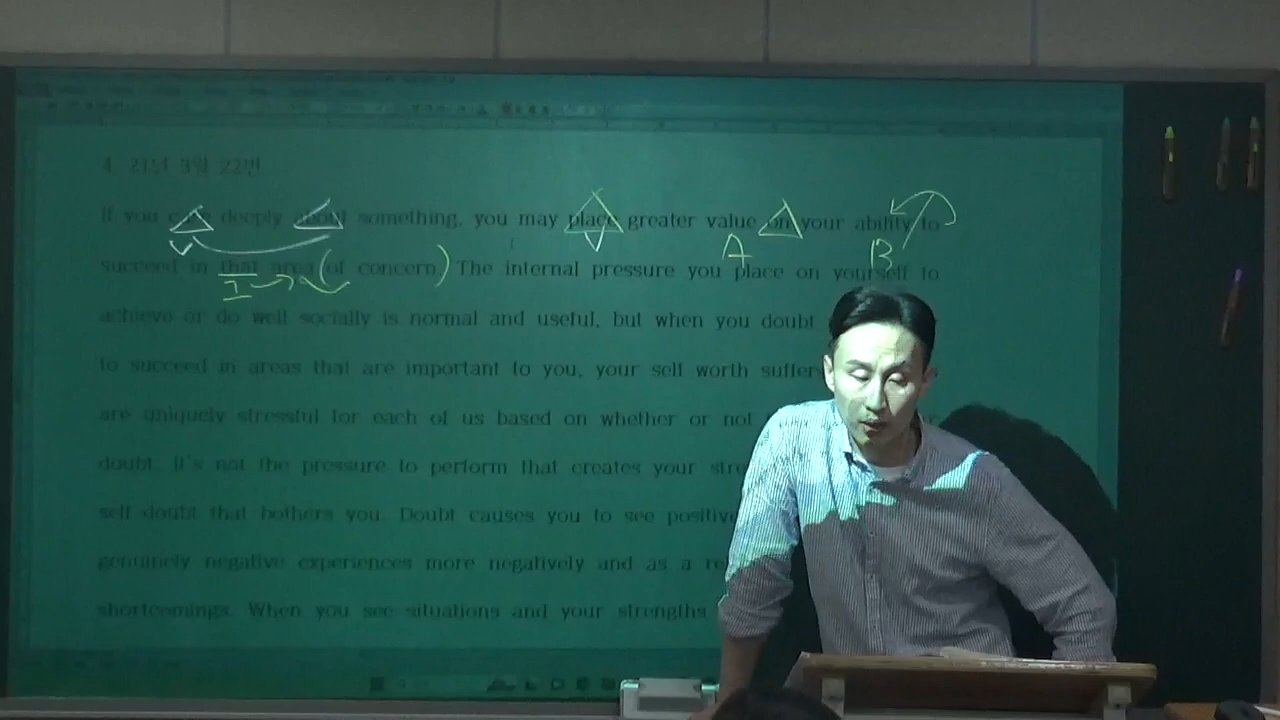 4. 21년 3월 22번
If you care deeply about something, you may place greater value on your ability to
A B
succeed in that area (of concern) The internal pressure you place on yourself to
I
achieve or do well socially is normal and useful, but when you doubt
to succeed in areas that are important to you, your self worth suffer
are uniquely stressful for each of us based on whether or not
doubt. It's not the pressure to perform that creates your stre
self doubt that bothers you. Doubt causes you to see positive
genuinely negative experiences more negatively and as a re
shortcomings. When you see situations and your strengths